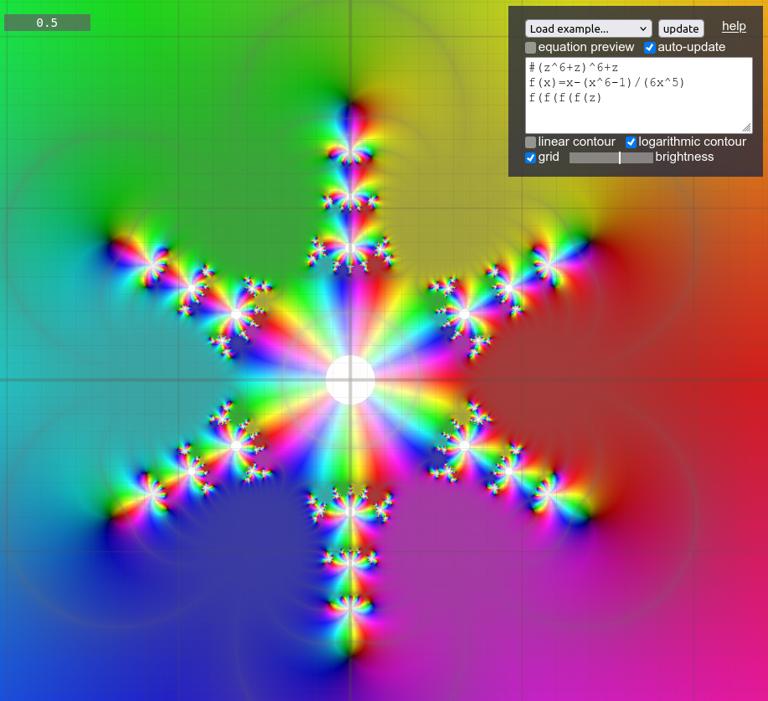 0.5
Load example...
update
help
equation preview
auto-update
#(z^6+z)^6+z
f(x)=x-(x^6-1)/(6x^5)
f(f(f(f(z)
linear contour
logarithmic contour
grid
brightness